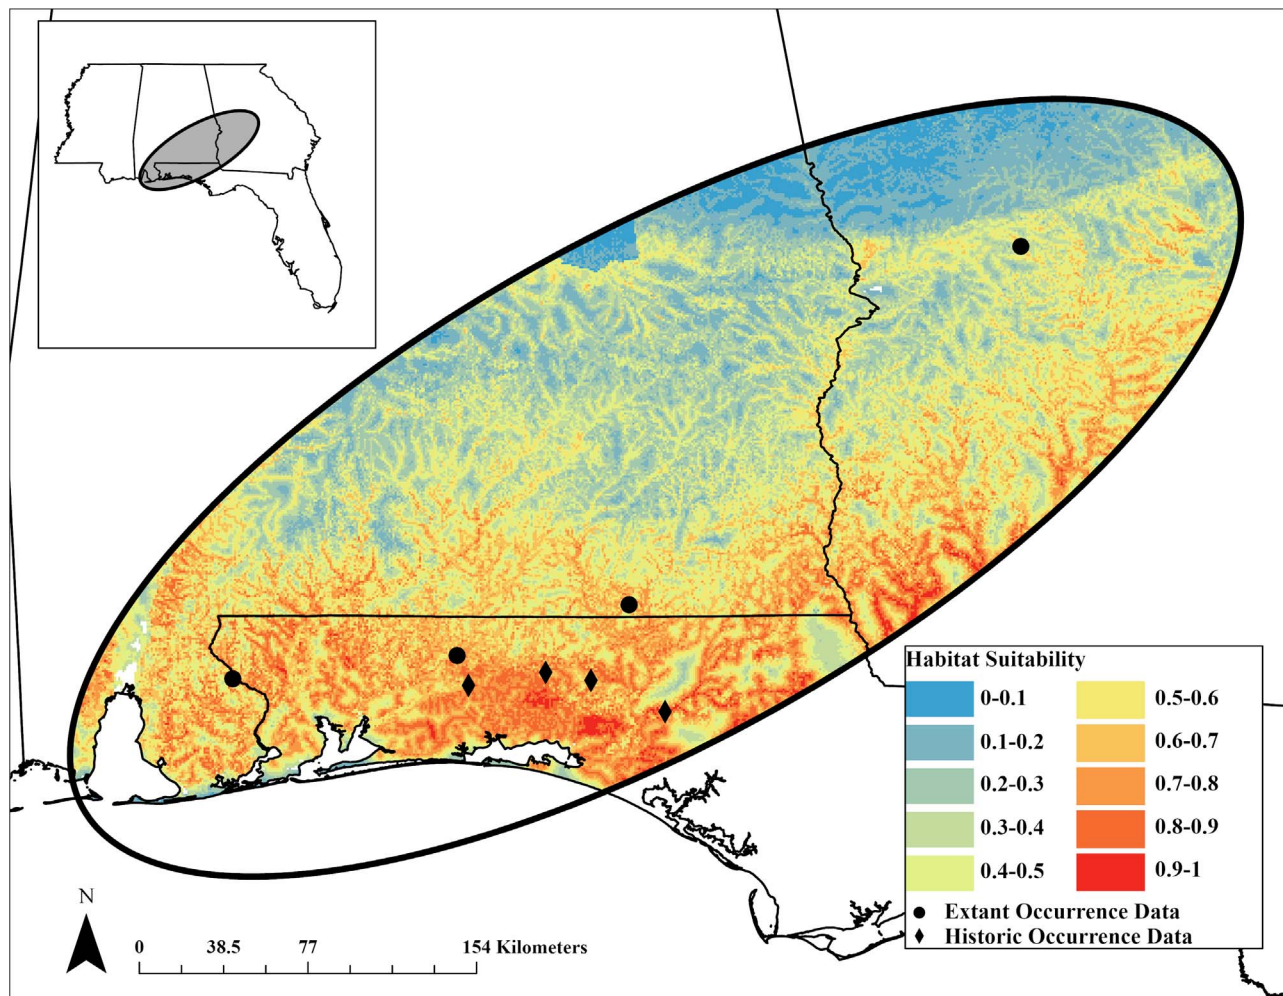 Habitat Suitability
0-0.1 0.5-0.6
0.1-0.2 0.6-0.7
0.2-0.3 0.7-0.8
0.3-0.4 0.8-0.9
0.4-0.5 0.9-1
Extant Occurrence Data
Historic Occurrence Data
N
0 38.5 77 154 Kilometers